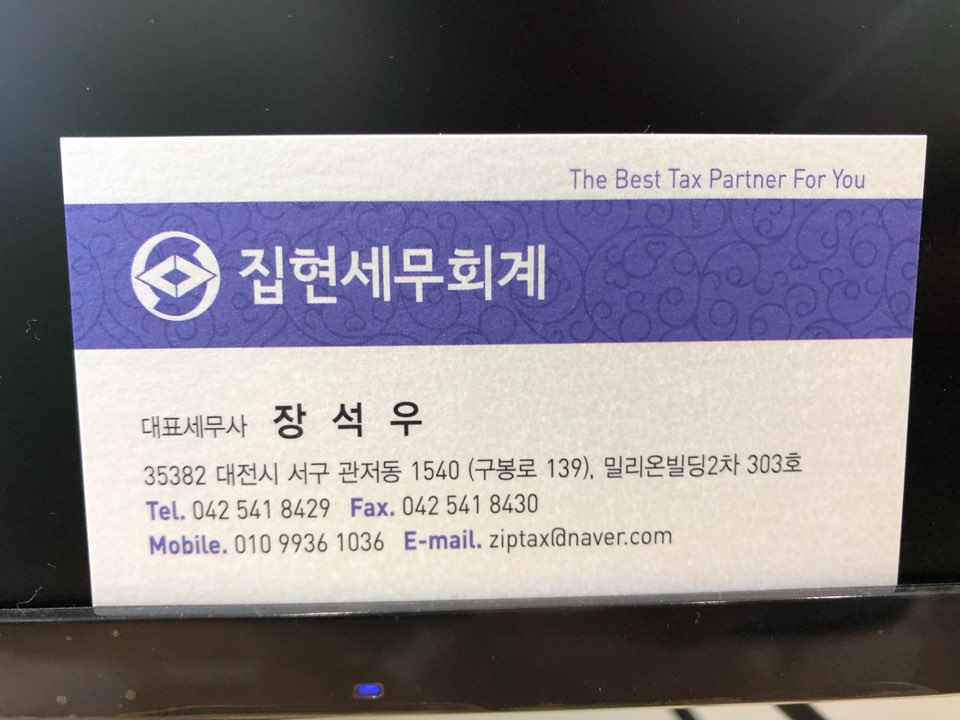 The Best Tax Partner For You
집현세무회계
대표세무사 장 석 우
35382 대전시 서구 관저동 1540 (구봉로 139), 밀리온빌딩2차 303호
Tel. 042 541 8429 Fax. 042 541 8430
Mobile. 010 9936 1036 E-mail. ziptax@naver.com